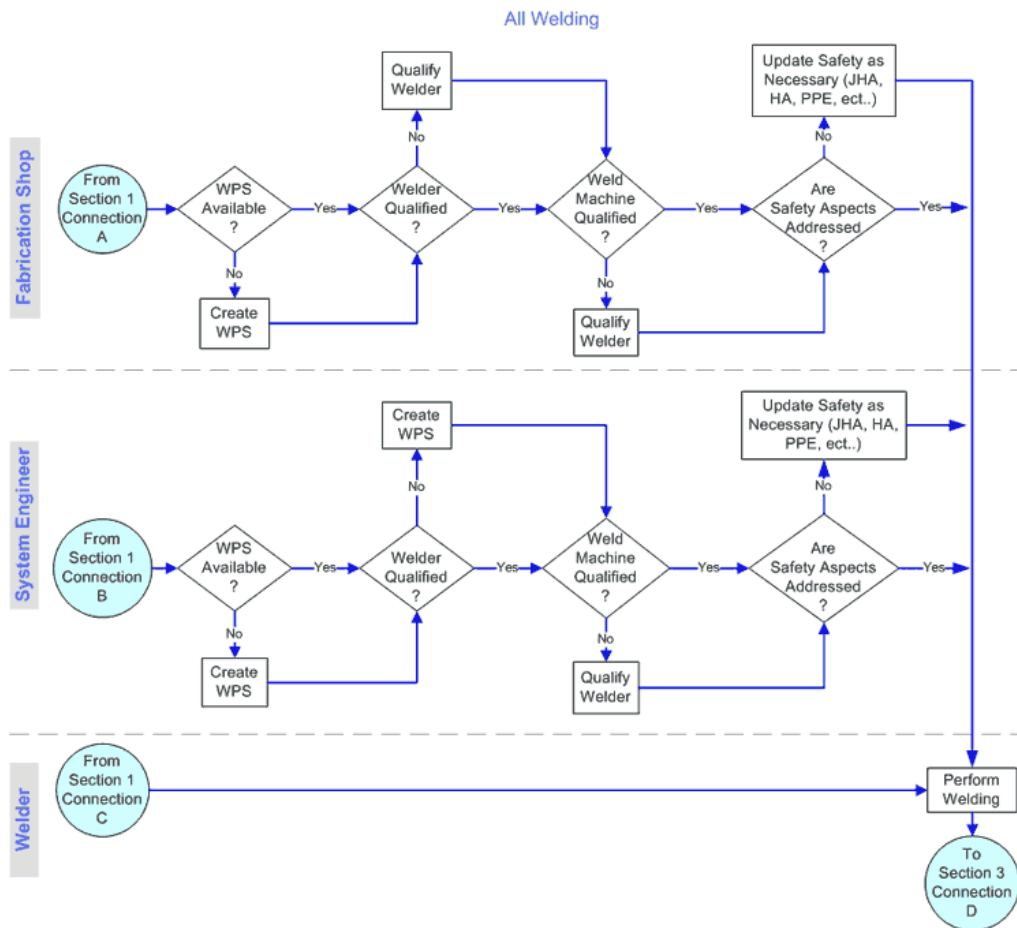 All Welding
Fabrication Shop
From
Section 1
Connection
A
WPS
Available
?
Yes
No
Create
WPS
Qualify
Welder
No
Welder
Qualified
?
Yes
Weld
Machine
Qualified
?
Yes
No
Qualify
Welder
Update Safety as
Necessary (JHA,
HA, PPE, ect..)
No
Are
Safety Aspects
Addressed
?
Yes
System Engineer
From
Section 1
Connection
B
WPS
Available
?
Yes
No
Create
WPS
Create
WPS
No
Welder
Qualified
?
Yes
Weld
Machine
Qualified
?
Yes
No
Qualify
Welder
Update Safety as
Necessary (JHA, HA,
PPE, ect..)
No
Are
Safety Aspects
Addressed
?
Yes
Welder
From
Section 1
Connection
C
Perform
Welding
To
Section 3
Connection
D